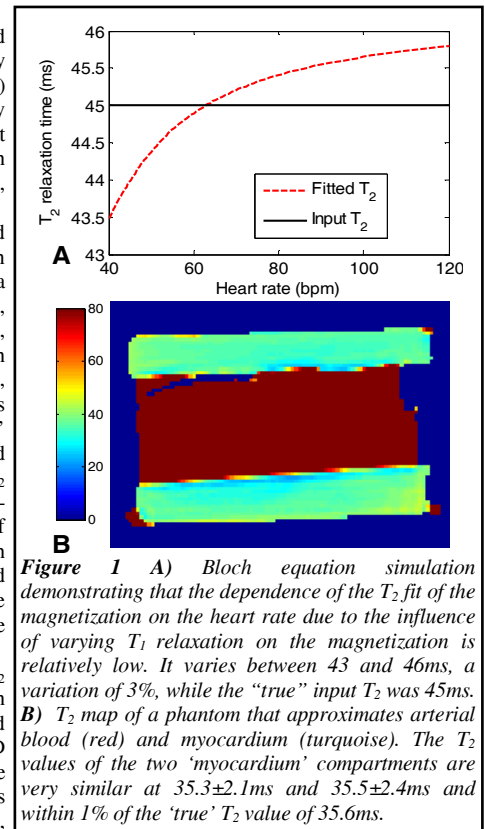 46
45.5
45
44.5
44
43.5
43
T2 relaxation time (ms)
Fitted T2
Input T2
A
40
60
80
100
120
Heart rate (bpm)
80
60
40
20
0
B
Figure 1 A) Bloch equation simulation
demonstrating that the dependence of the T2 fit of the
magnetization on the heart rate due to the influence
of varying T1 relaxation on the magnetization is
relatively low. It varies between 43 and 46ms, a
variation of 3%, while the “true” input T2 was 45ms.
B) T2 map of a phantom that approximates arterial
blood (red) and myocardium (turquoise). The T2
values of the two ‘myocardium’ compartments are
very similar at 35.3±2.1ms and 35.5±2.4ms and
within 1% of the ‘true’ T2 value of 35.6ms.